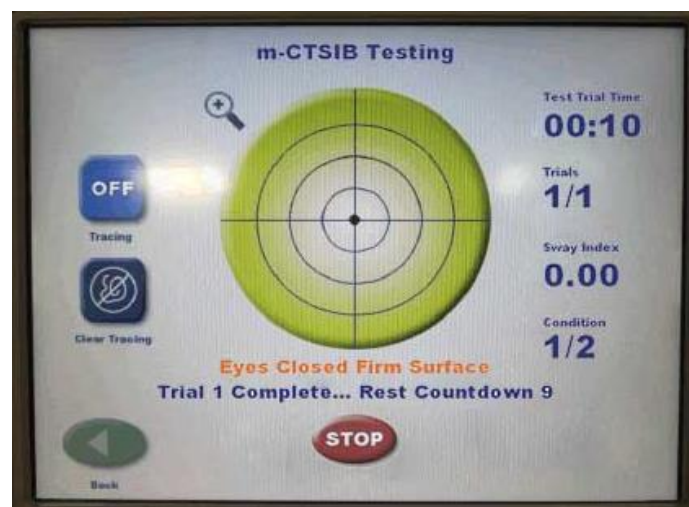 m-CTSIB Testing
Test Trial Time
00:10
OFF
Tracing
Trials
1/1
Sway Index
0.00
Clear Tracing
Condition
1/2
Eyes Closed Firm Surface
Trial 1 Complete... Rest Countdown 9
STOP
Back